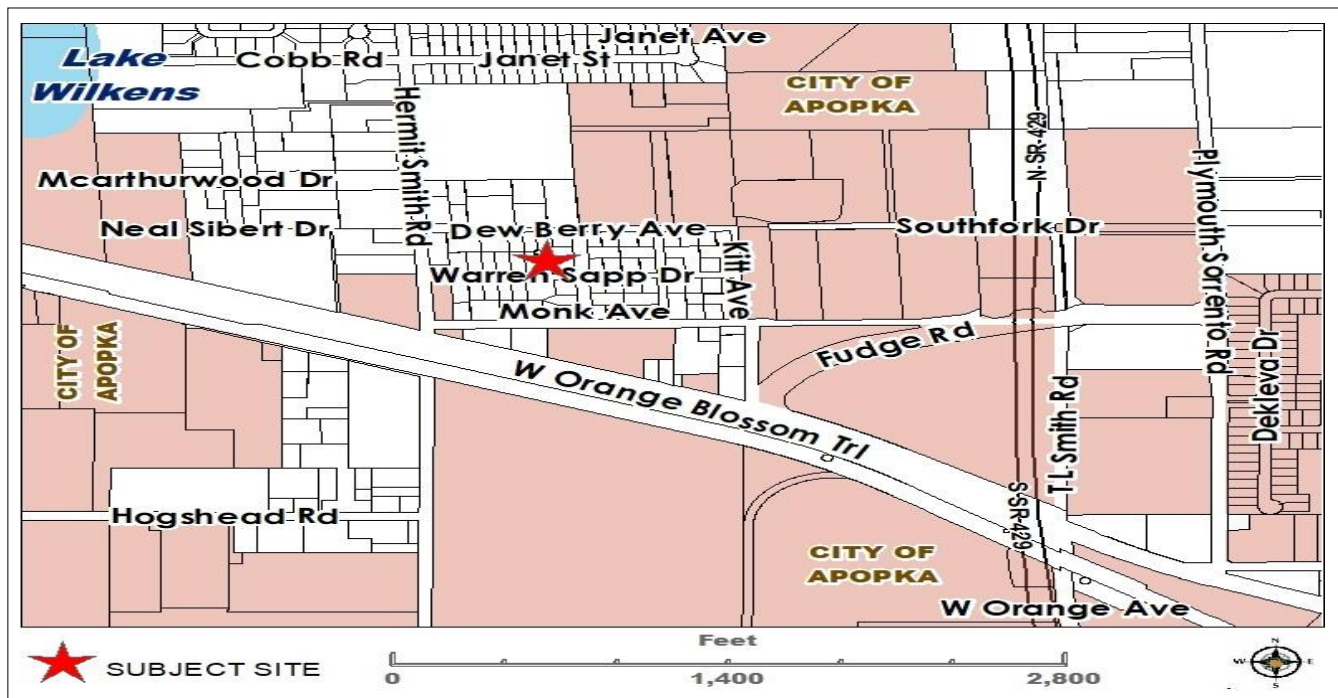 Janet Ave
Lake
Wilkens
Cobb Rd
Janet St
CITY OF
APOPKA
Hermit Smith Rd
N SR 429
Plymouth Sorrento Rd
Mcarthurwood Dr
Neal Sibert Dr
Dew Berry Ave
Southfork Dr
Kitt Ave
Warren Sapp Dr
Monk Ave
Fudge Rd
CITY OF
APOPKA
W Orange Blossom Trl
T L Smith Rd
Dekleva Dr
Hogshead Rd
S SR 429
CITY OF
APOPKA
W Orange Ave
SUBJECT SITE
Feet
0 1,400 2,800
N
W E
S